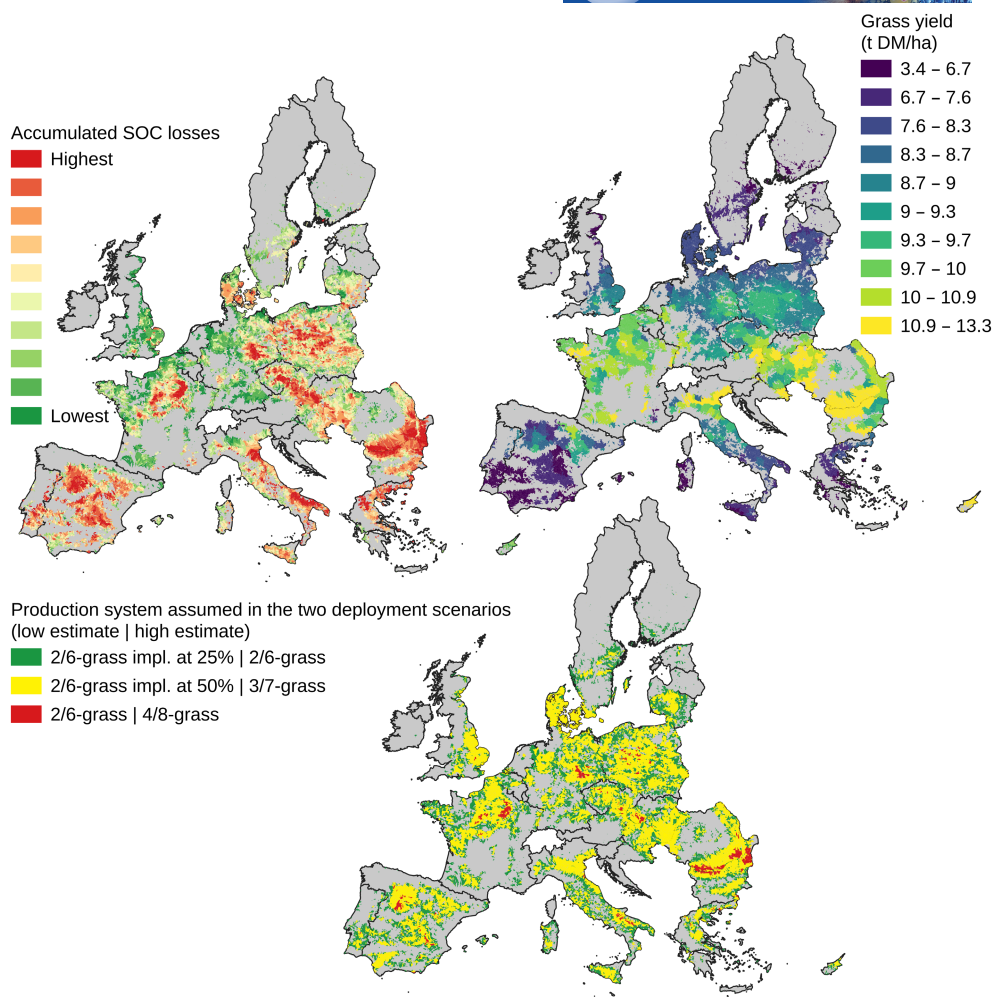 Grass yield
(t DM/ha)
3.4 – 6.7
6.7 – 7.6
7.6 – 8.3
8.3 – 8.7
8.7 – 9
9 – 9.3
9.3 – 9.7
9.7 – 10
10 – 10.9
10.9 – 13.3
Accumulated SOC losses
Highest
Lowest
Production system assumed in the two deployment scenarios
(low estimate | high estimate)
2/6-grass impl. at 25% | 2/6-grass
2/6-grass impl. at 50% | 3/7-grass
2/6-grass | 4/8-grass